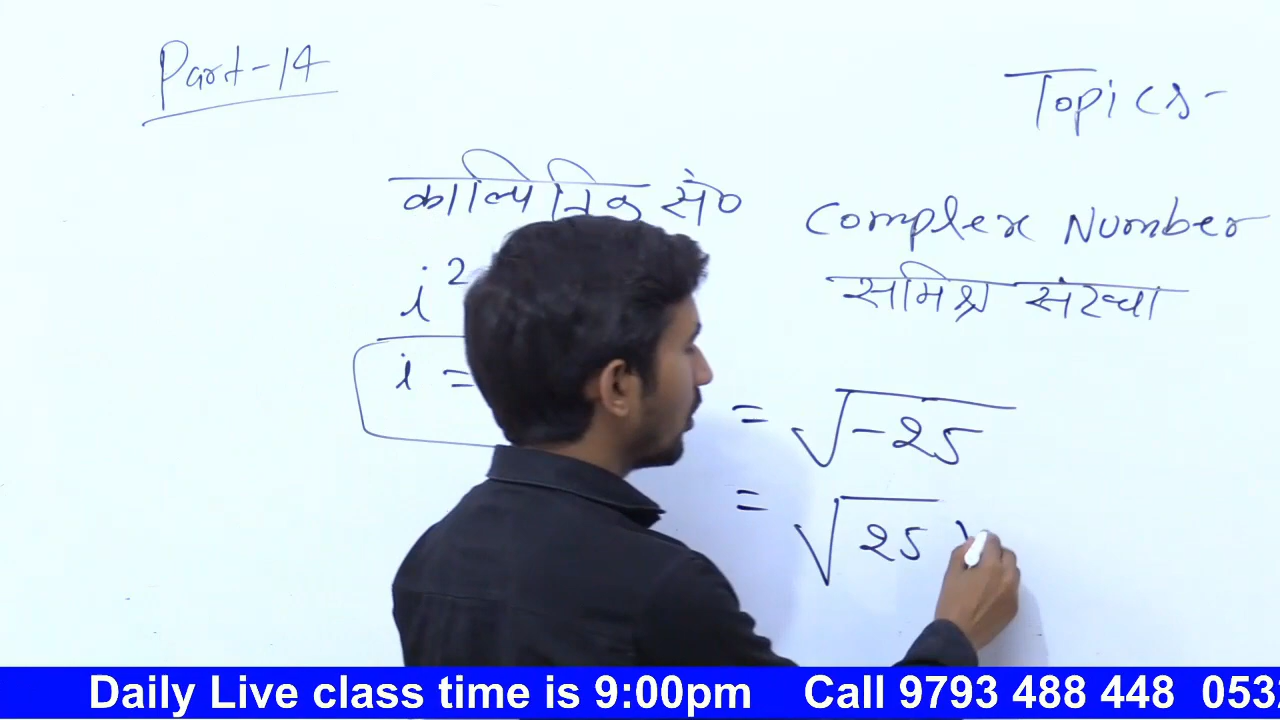 Part-14
Topics-
काल्पनिक सं०
Complex Number
समिश्र संख्या
i²
i =
= √-25
= √25
Daily Live class time is 9:00pm Call 9793 488 448 053